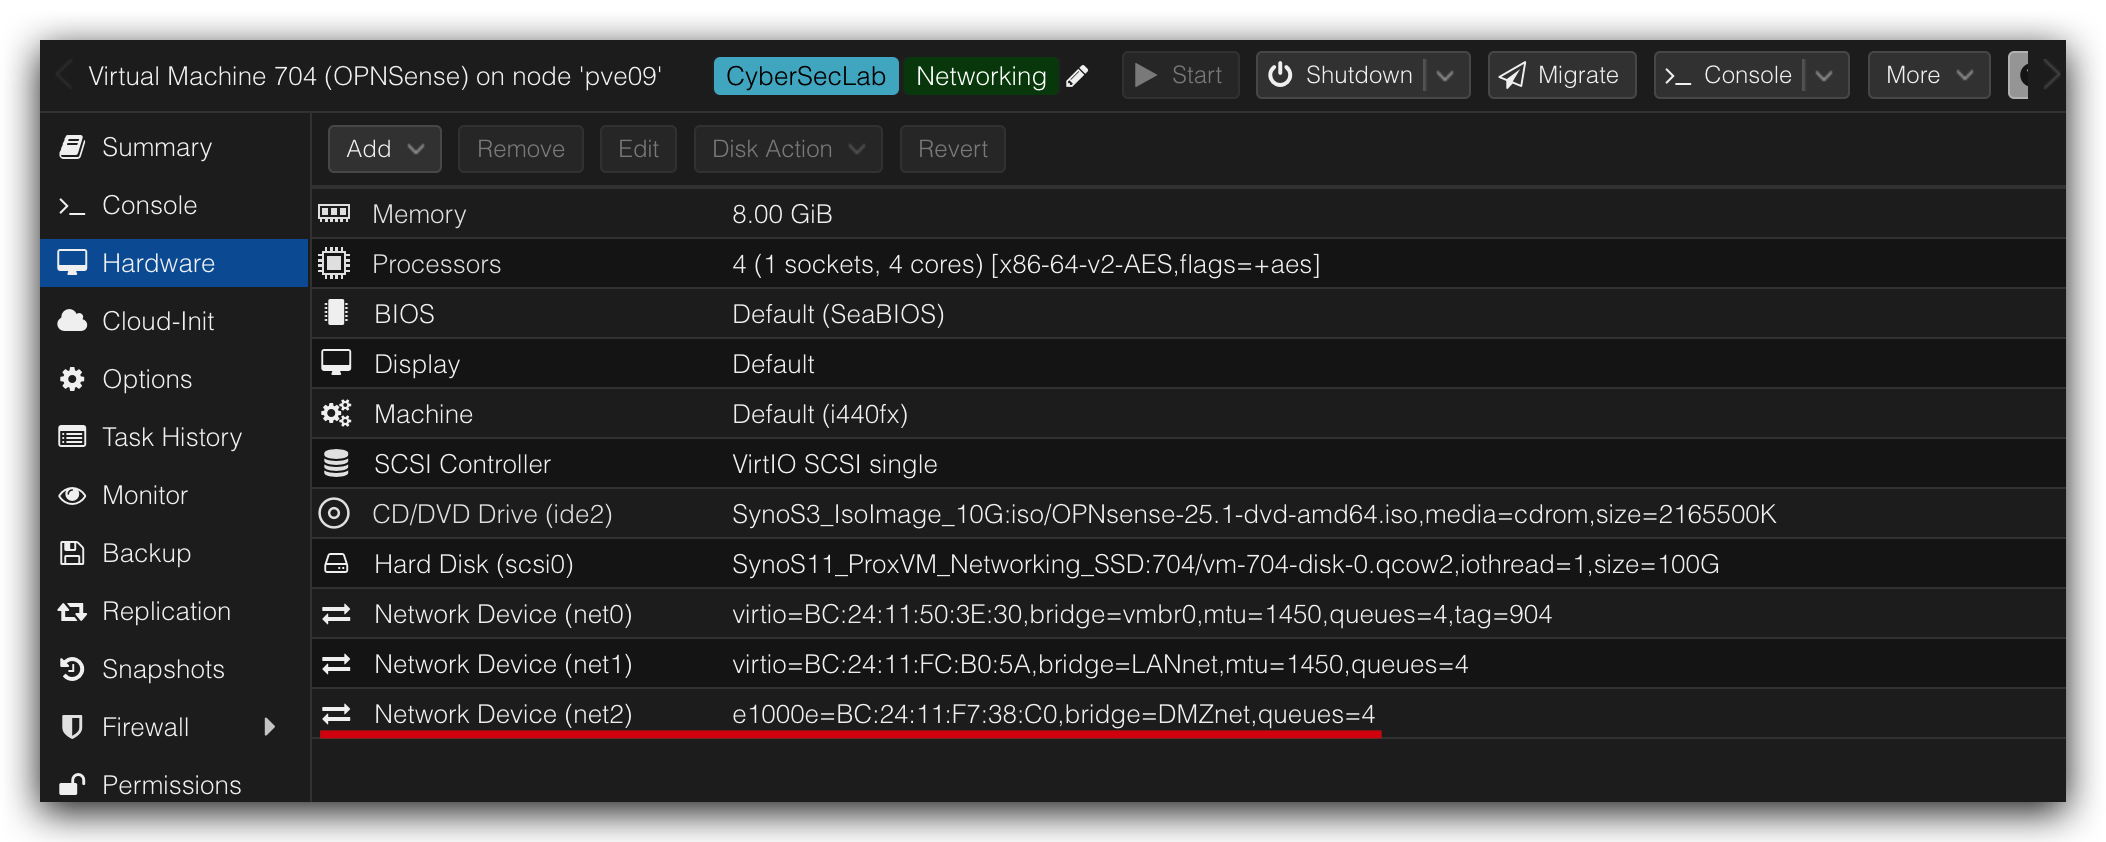 Virtual Machine 704 (OPNSense) on node 'pve09' CyberSecLab Networking Start Shutdown Migrate >_ Console More
Summary
Console
Hardware
Cloud-Init
Options
Task History
Monitor
Backup
Replication
Snapshots
Firewall
Permissions
Add Remove Edit Disk Action Revert
Memory 8.00 GiB
Processors 4 (1 sockets, 4 cores) [x86-64-v2-AES,flags=+aes]
BIOS Default (SeaBIOS)
Display Default
Machine Default (i440fx)
SCSI Controller VirtIO SCSI single
CD/DVD Drive (ide2) SynoS3_IsoImage_10G:iso/OPNsense-25.1-dvd-amd64.iso,media=cdrom,size=2165500K
Hard Disk (scsi0) SynoS11_ProxVM_Networking_SSD:704/vm-704-disk-0.qcow2,iothread=1,size=100G
Network Device (net0) virtio=BC:24:11:50:3E:30,bridge=vmbr0,mtu=1450,queues=4,tag=904
Network Device (net1) virtio=BC:24:11:FC:B0:5A,bridge=LANnet,mtu=1450,queues=4
Network Device (net2) e1000e=BC:24:11:F7:38:C0,bridge=DMZnet,queues=4